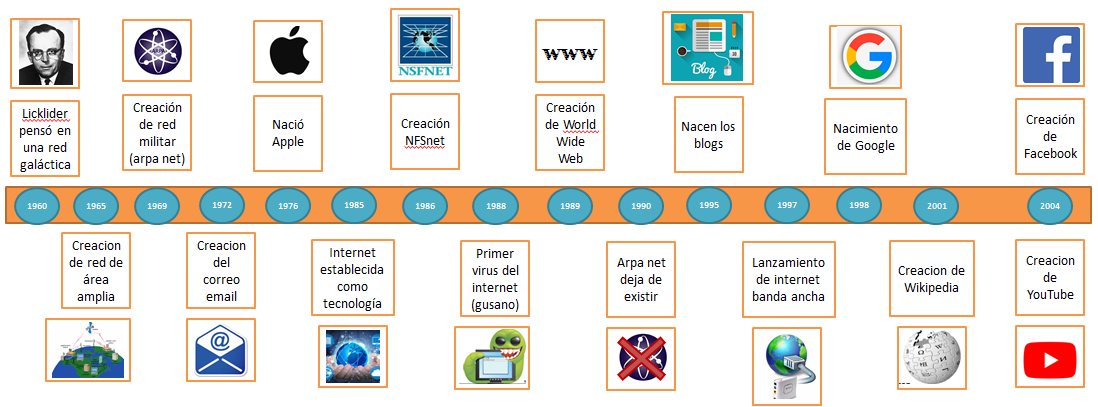 NSFNET
WWW
Blog
Licklider
pensó en
una red
galáctica
Creación
de red
militar
(arpa net)
Nació
Apple
Creación
NFSnet
Creación
de World
Wide
Web
Nacen los
blogs
Nacimiento
de Google
Creación
de
Facebook
1960
1965
1969
1972
1976
1985
1986
1988
1989
1990
1995
1997
1998
2001
2004
Creacion
de red de
área
amplia
Creacion
del
correo
email
Internet
establecida
como
tecnología
Primer
virus del
internet
(gusano)
Arpa net
deja de
existir
Lanzamiento
de internet
banda ancha
Creacion de
Wikipedia
Creacion
de
YouTube